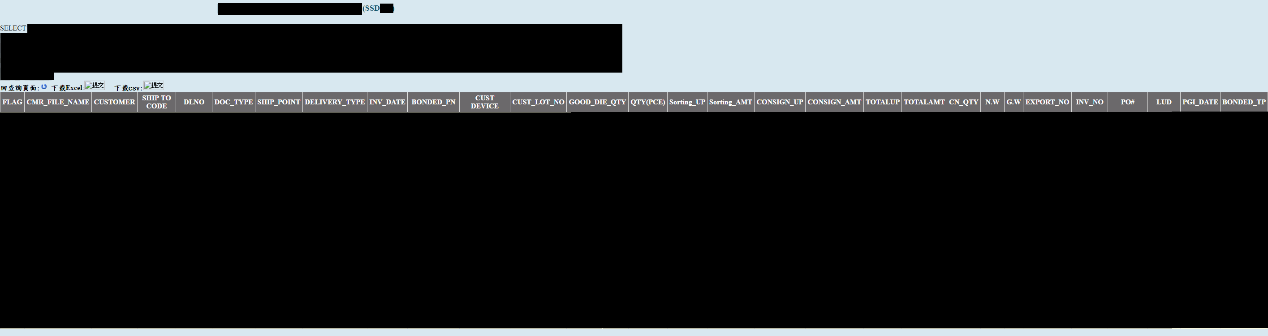 (SSD )
SELECT
回查詢頁面: 下載Excel: 提交 下載csv: 提交
FLAG CMR_FILE_NAME CUSTOMER SHIP TO CODE DLNO DOC_TYPE SHIP_POINT DELIVERY_TYPE INV_DATE BONDED_PN CUST DEVICE CUST_LOT_NO GOOD_DIE_QTY QTY(PCE) Sorting_UP Sorting_AMT CONSIGN_UP CONSIGN_AMT TOTALUP TOTALAMT CN_QTY N.W G.W EXPORT_NO INV_NO PO# LUD PGI_DATE BONDED_TP